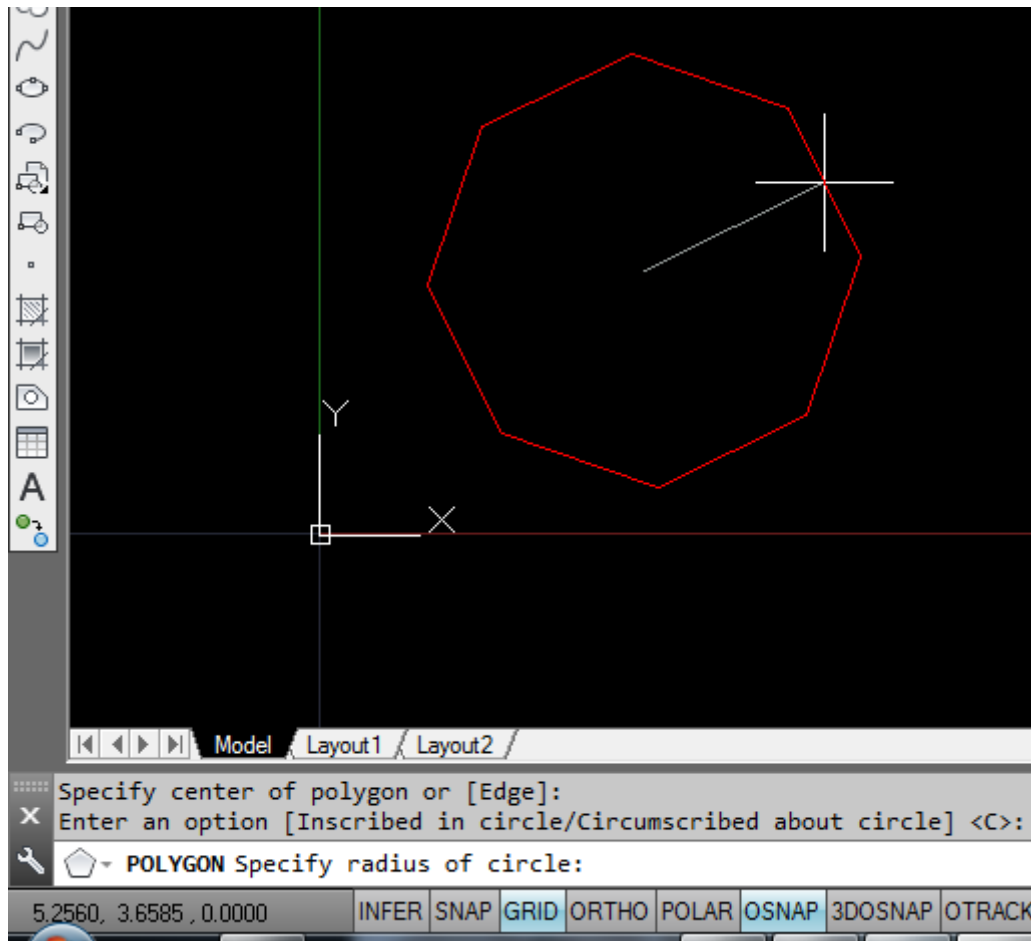 A
Y
X
Model Layout1 Layout2
Specify center of polygon or [Edge]:
Enter an option [Inscribed in circle/Circumscribed about circle] <C>:
POLYGON Specify radius of circle:
5.2560, 3.6585 , 0.0000 INFER SNAP GRID ORTHO POLAR OSNAP 3DOSNAP OTRACK